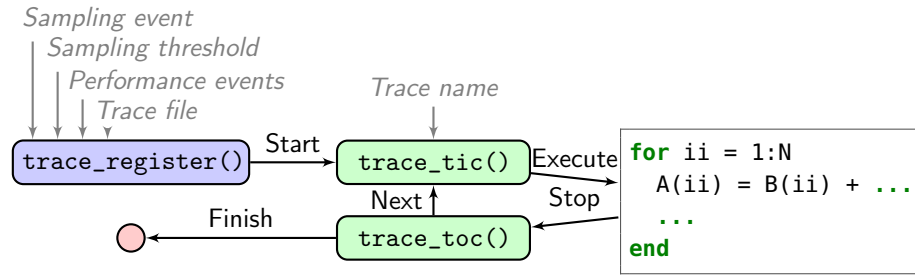 Sampling event
Sampling threshold
Performance events
Trace file
Trace name
trace_register()
Start
trace_tic()
Execute
for ii = 1:N
A(ii) = B(ii) + ...
...
end
Next
Stop
Finish
trace_toc()